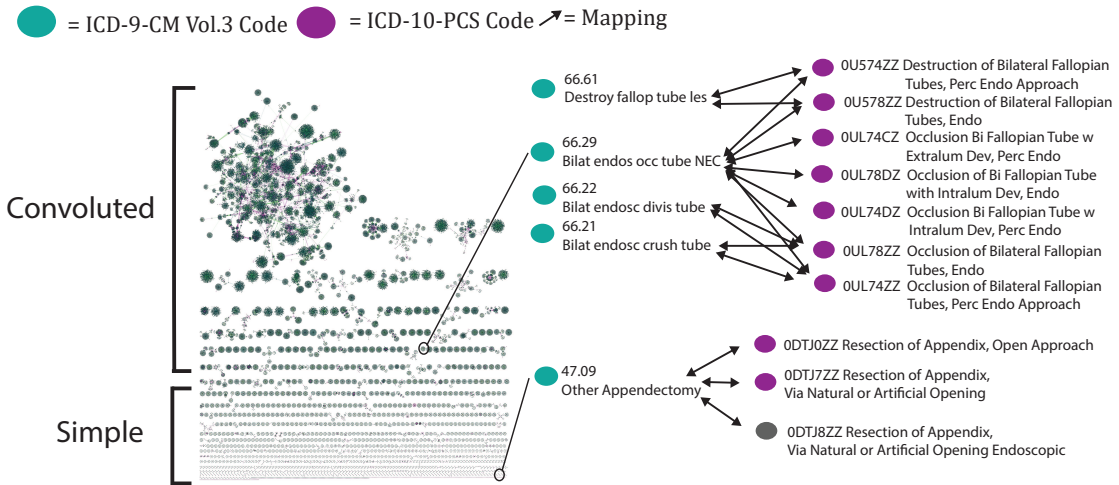 = ICD-9-CM Vol.3 Code
= ICD-10-PCS Code
= Mapping
Convoluted
Simple
66.61
Destroy fallop tube les
66.29
Bilat endos occ tube NEC
66.22
Bilat endosc divis tube
66.21
Bilat endosc crush tube
47.09
Other Appendectomy
0U574ZZ Destruction of Bilateral Fallopian
Tubes, Perc Endo Approach
0U578ZZ Destruction of Bilateral Fallopian
Tubes, Endo
0UL74CZ Occlusion Bi Fallopian Tube w
Extralum Dev, Perc Endo
0UL78DZ Occlusion of Bi Fallopian Tube
with Intralum Dev, Endo
0UL74DZ Occlusion Bi Fallopian Tube w
Intralum Dev, Perc Endo
0UL78ZZ Occlusion of Bilateral Fallopian
Tubes, Endo
0UL74ZZ Occlusion of Bilateral Fallopian
Tubes, Perc Endo Approach
0DTJ0ZZ Resection of Appendix, Open Approach
0DTJ7ZZ Resection of Appendix,
Via Natural or Artificial Opening
0DTJ8ZZ Resection of Appendix,
Via Natural or Artificial Opening Endoscopic